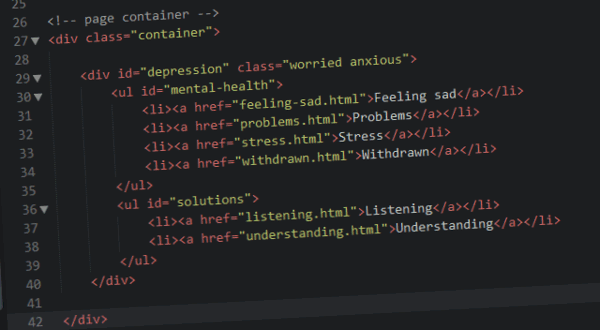 25
26 <!-- page container -->
27 <div class="container">
28
29 <div id="depression" class="worried anxious">
30 <ul id="mental-health">
31 <li><a href="feeling-sad.html">Feeling sad</a></li>
32 <li><a href="problems.html">Problems</a></li>
33 <li><a href="stress.html">Stress</a></li>
34 <li><a href="withdrawn.html">Withdrawn</a></li>
35 </ul>
36 <ul id="solutions">
37 <li><a href="listening.html">Listening</a></li>
38 <li><a href="understanding.html">Understanding</a></li>
39 </ul>
40 </div>
41
42 </div>